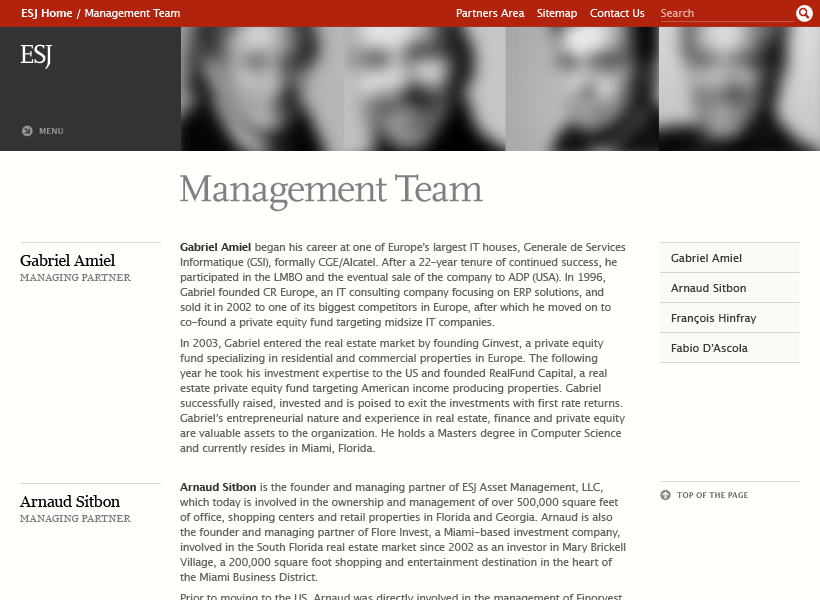 ESJ Home / Management Team
Partners Area Sitemap Contact Us Search
ESJ
MENU
Management Team
Gabriel Amiel
MANAGING PARTNER
Gabriel Amiel began his career at one of Europe's largest IT houses, Generale de Services
Informatique (GSI), formally CGE/Alcatel. After a 22-year tenure of continued success, he
participated in the LMBO and the eventual sale of the company to ADP (USA). In 1996,
Gabriel founded CR Europe, an IT consulting company focusing on ERP solutions, and
sold it in 2002 to one of its biggest competitors in Europe, after which he moved on to
co-found a private equity fund targeting midsize IT companies.
In 2003, Gabriel entered the real estate market by founding Ginvest, a private equity
fund specializing in residential and commercial properties in Europe. The following
year he took his investment expertise to the US and founded RealFund Capital, a real
estate private equity fund targeting American income producing properties. Gabriel
successfully raised, invested and is poised to exit the investments with first rate returns.
Gabriel's entrepreneurial nature and experience in real estate, finance and private equity
are valuable assets to the organization. He holds a Masters degree in Computer Science
and currently resides in Miami, Florida.
Gabriel Amiel
Arnaud Sitbon
François Hinfray
Fabio D'Ascola
Arnaud Sitbon
MANAGING PARTNER
Arnaud Sitbon is the founder and managing partner of ESJ Asset Management, LLC,
which today is involved in the ownership and management of over 500,000 square feet
of office, shopping centers and retail properties in Florida and Georgia. Arnaud is also
the founder and managing partner of Flore Invest, a Miami-based investment company,
involved in the South Florida real estate market since 2002 as an investor in Mary Brickell
Village, a 200,000 square foot shopping and entertainment destination in the heart of
the Miami Business District.
Prior to moving to the US, Arnaud was directly involved in the management of Finorvest,
TOP OF THE PAGE